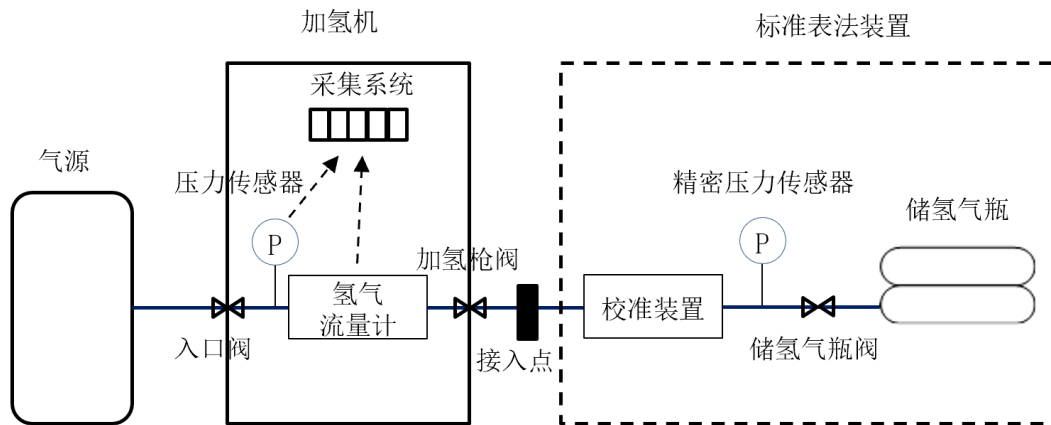 加氢机
标准表法装置
采集系统
气源
压力传感器
精密压力传感器
储氢气瓶
P
P
加氢枪阀
氢气
流量计
校准装置
入口阀
接入点
储氢气瓶阀